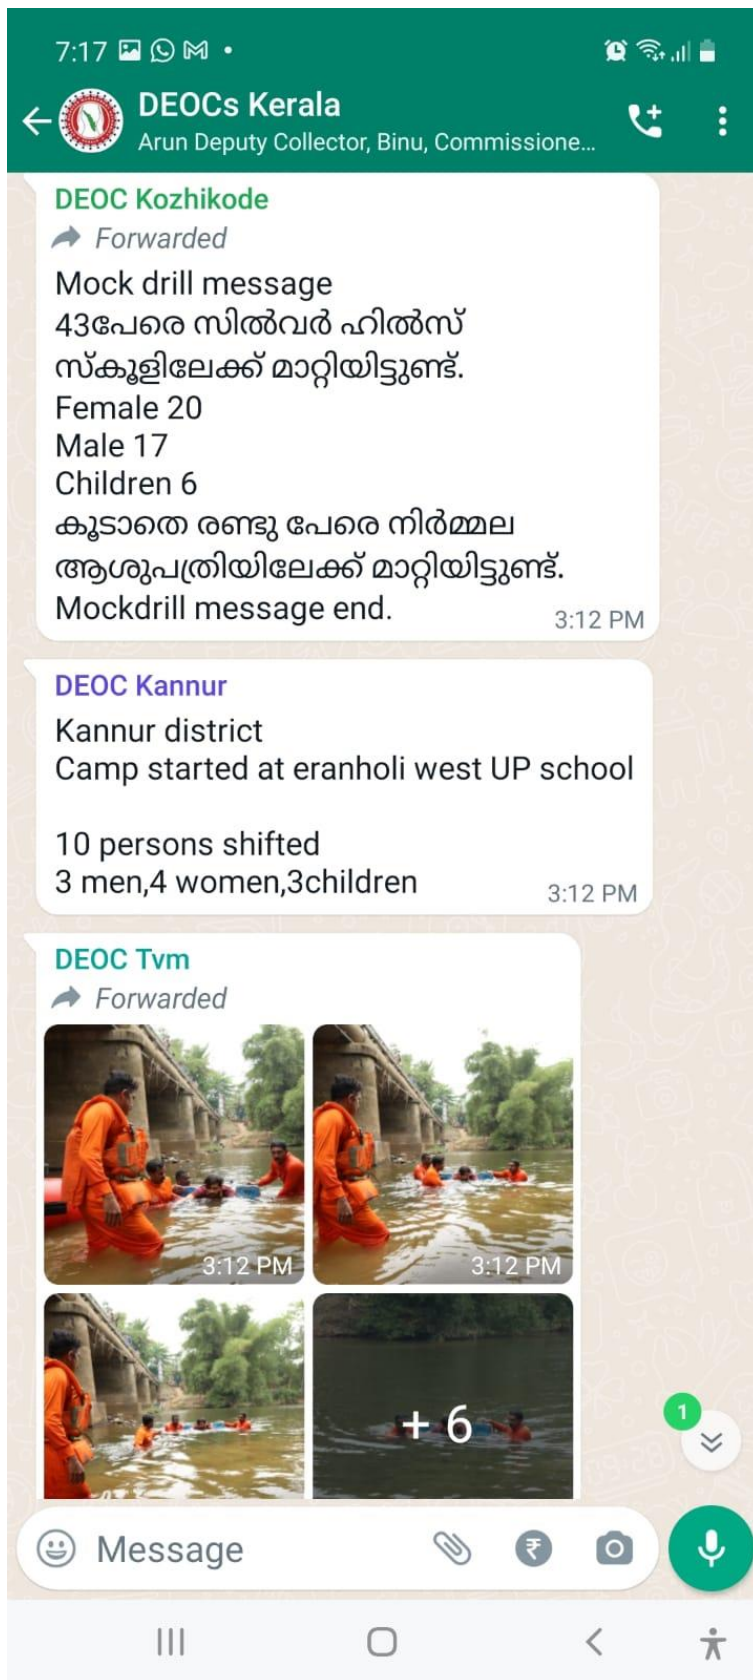 7:17
DEOCs Kerala
Arun Deputy Collector, Binu, Commissione...
DEOC Kozhikode
Forwarded
Mock drill message
43പേരെ സിൽവർ ഹിൽസ്
സ്കൂളിലേക്ക് മാറ്റിയിട്ടുണ്ട്.
Female 20
Male 17
Children 6
കൂടാതെ രണ്ടു പേരെ നിർമ്മല
ആശുപത്രിയിലേക്ക് മാറ്റിയിട്ടുണ്ട്.
Mockdrill message end.
3:12 PM
DEOC Kannur
Kannur district
Camp started at eranholi west UP school
10 persons shifted
3 men,4 women,3children
3:12 PM
DEOC Tvm
Forwarded
3:12 PM
3:12 PM
+ 6
1
Message